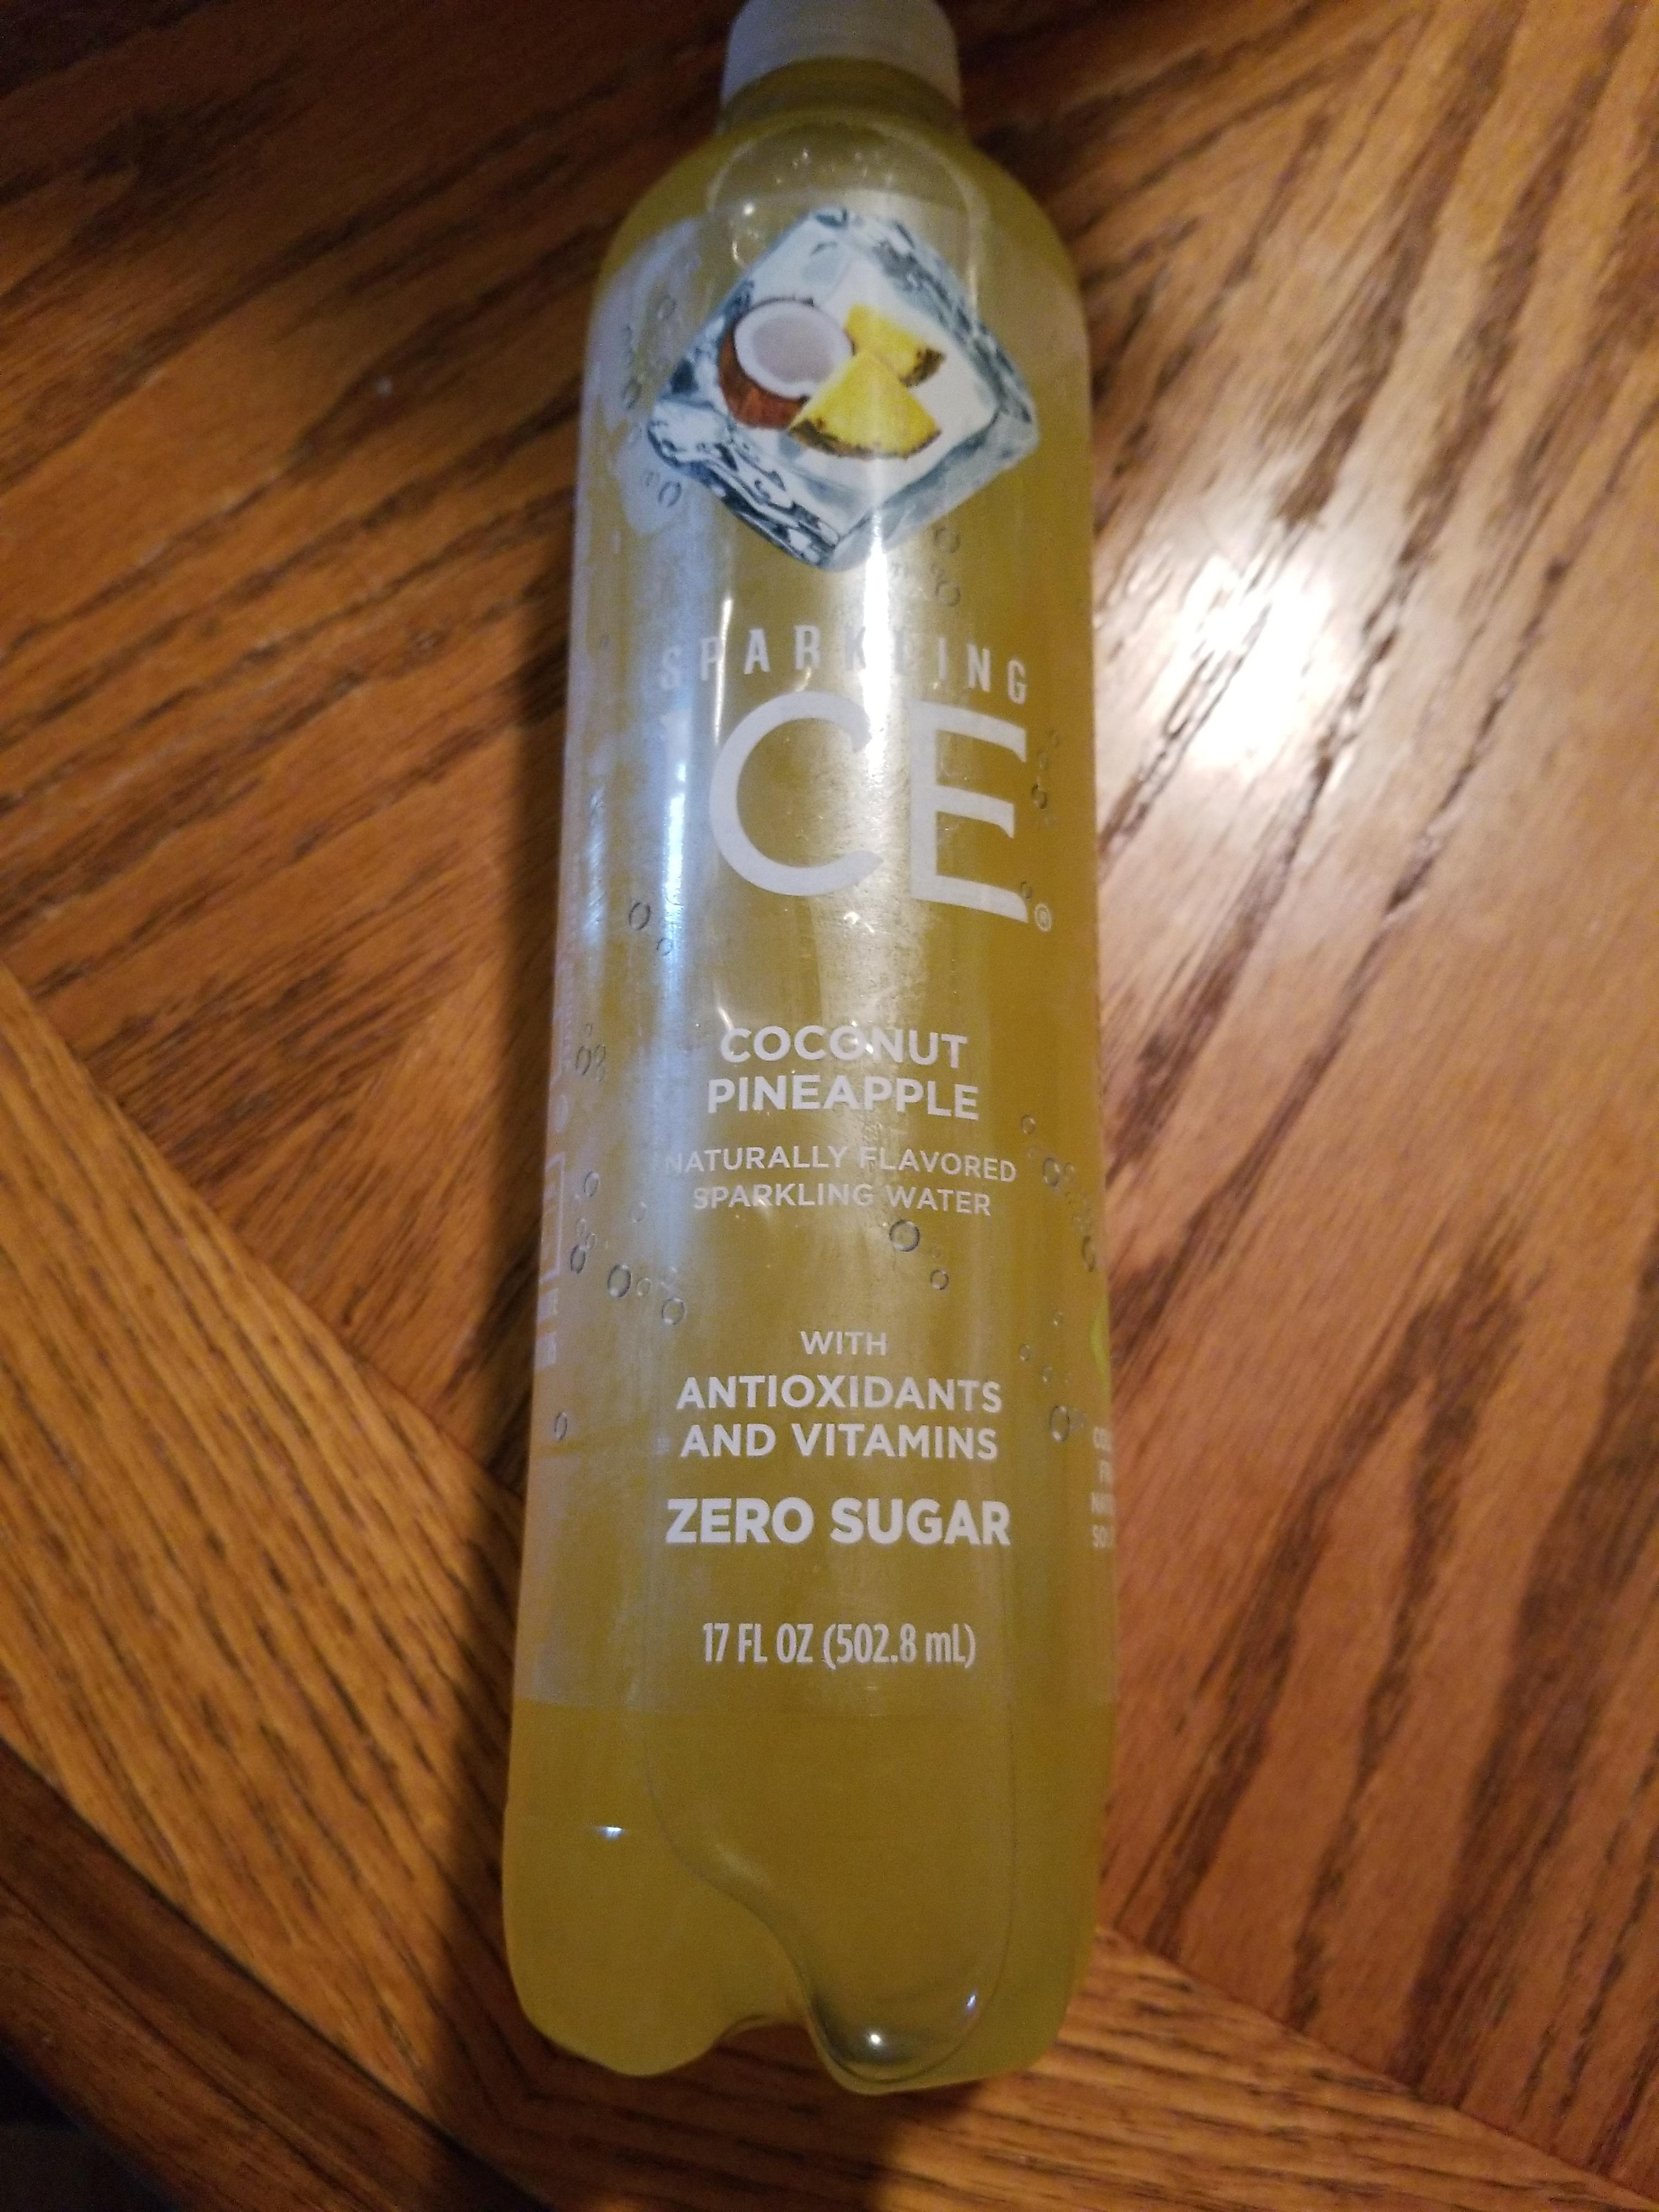 SPARKLING
ICE®
COCONUT
PINEAPPLE
NATURALLY FLAVORED
SPARKLING WATER
WITH
ANTIOXIDANTS
AND VITAMINS
ZERO SUGAR
17 FL OZ (502.8 mL)